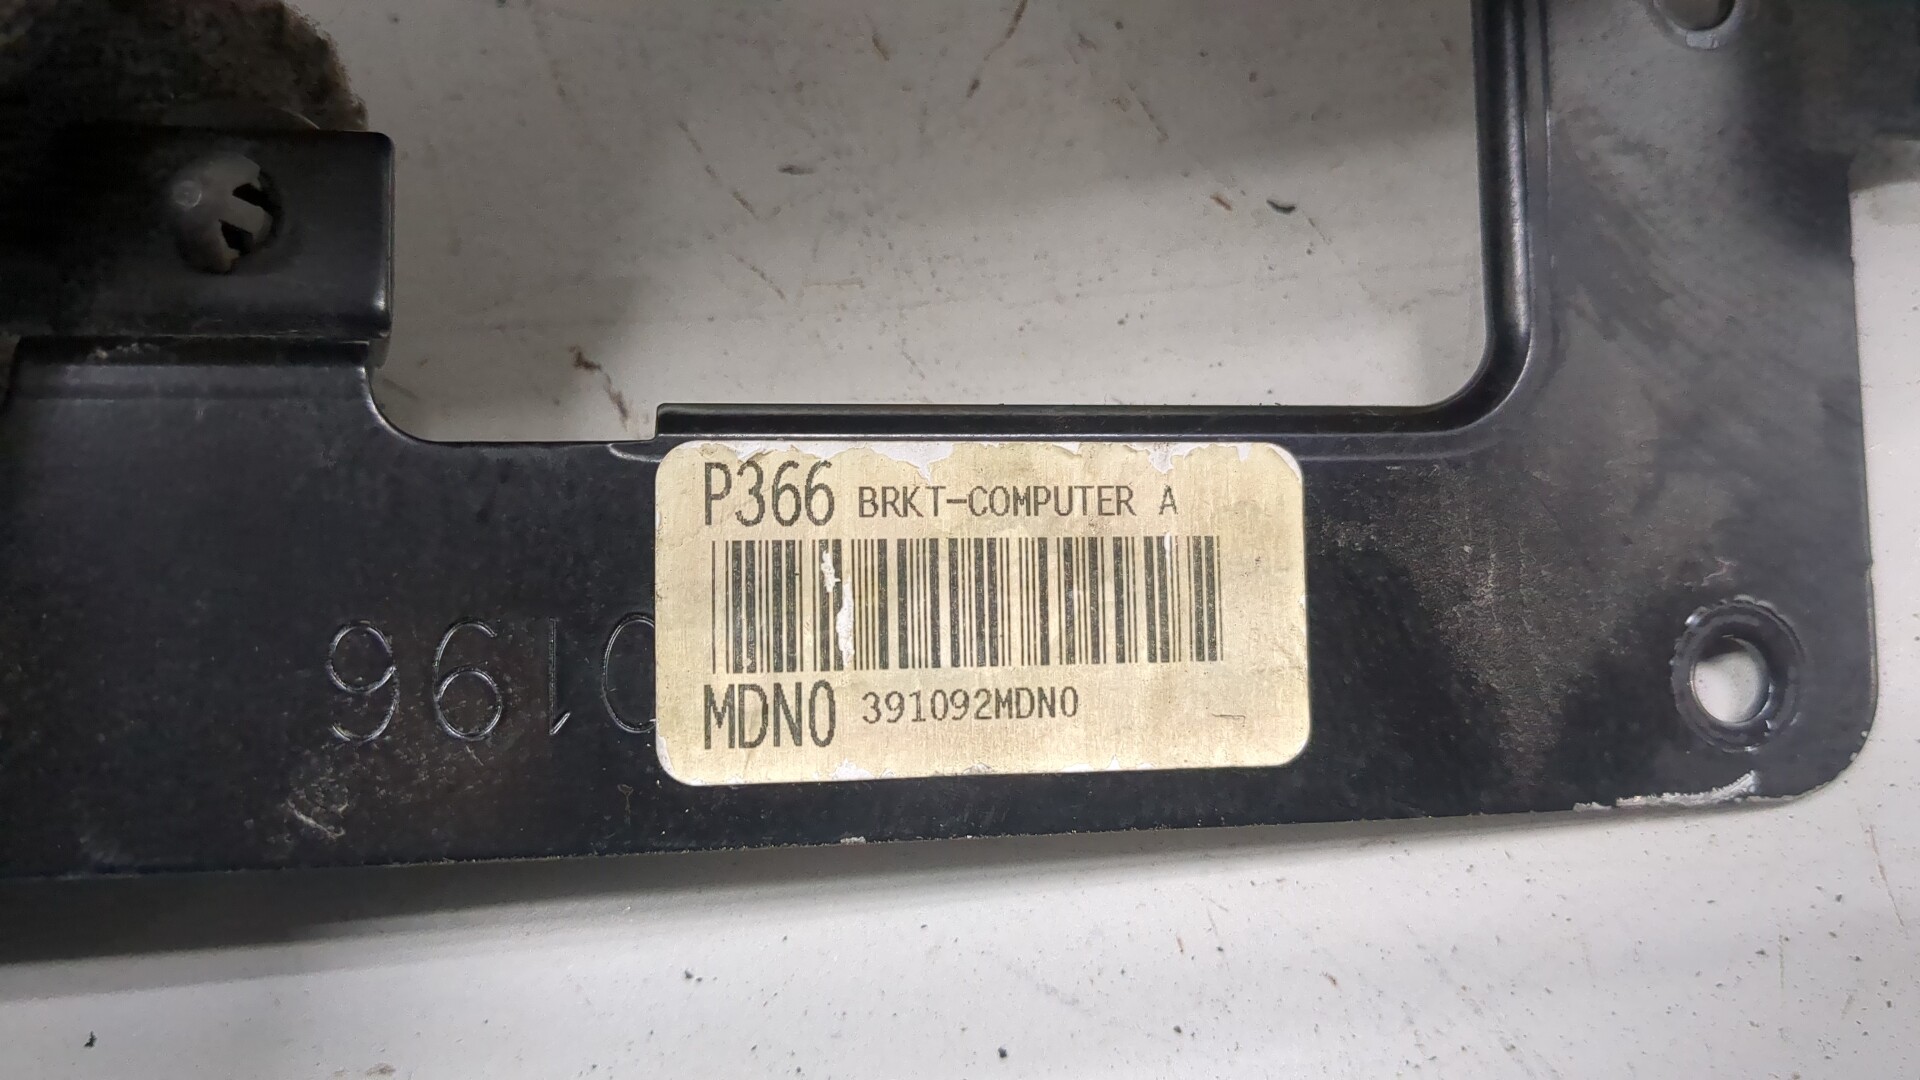 P366 BRKT-COMPUTER A
MDN0 391092MDN0